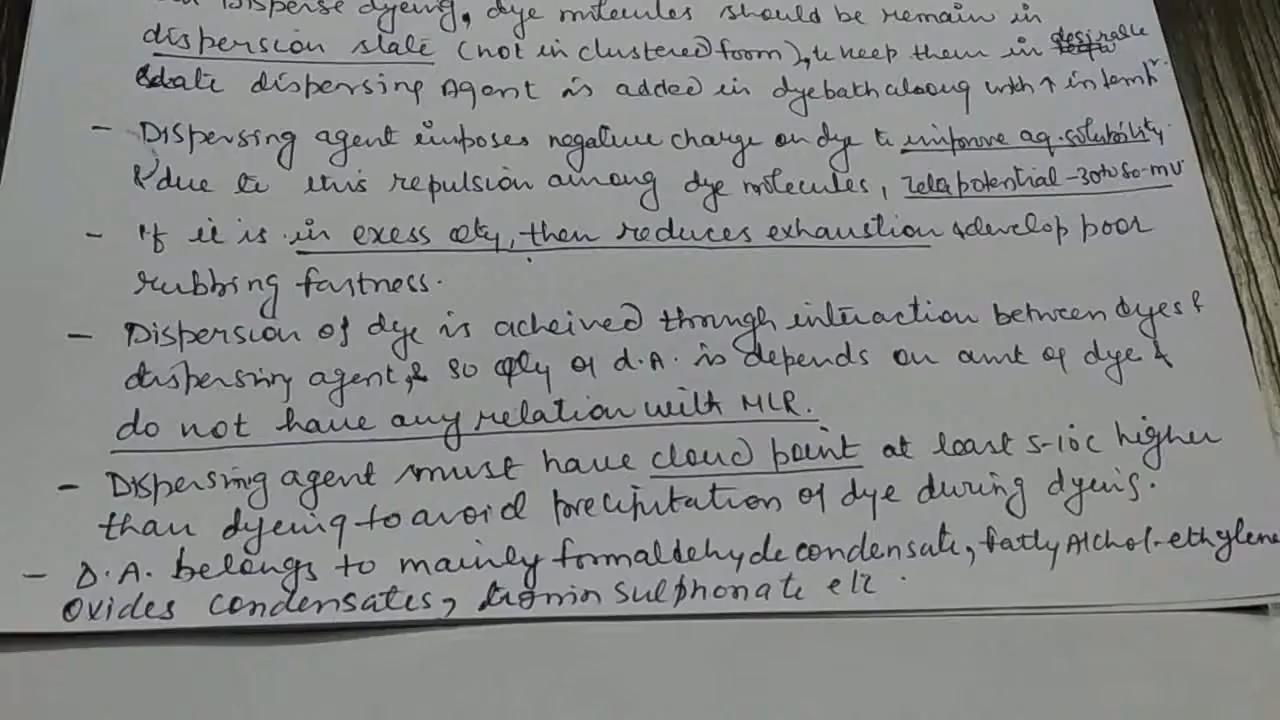 Disperse dyeing, dye molecules should be remain in
dispersion state (not in clustered form), to keep them in desirable
state dispersing Agent is added in dyebath along with ↑ in tempr.
- Dispersing agent imposes negative charge on dye to improve aq. solubility
& due to this repulsion among dye molecules, zeta potential -30 to 80-mv
- If it is in exess qty, then reduces exhaustion & develop poor
rubbing fastness.
- Dispersion of dye is acheived through interaction between dyes &
dispersing agent, & so qty of d.A. is depends on amt of dye &
do not have any relation with MLR.
- Dispersing agent must have cloud point at least 5-10c higher
than dyeing to avoid precipitation of dye during dyeing.
- D.A. belongs to mainly formaldehyde condensate, fatty Alchol-ethylene
oxides condensates, lignin sulphonate etc.